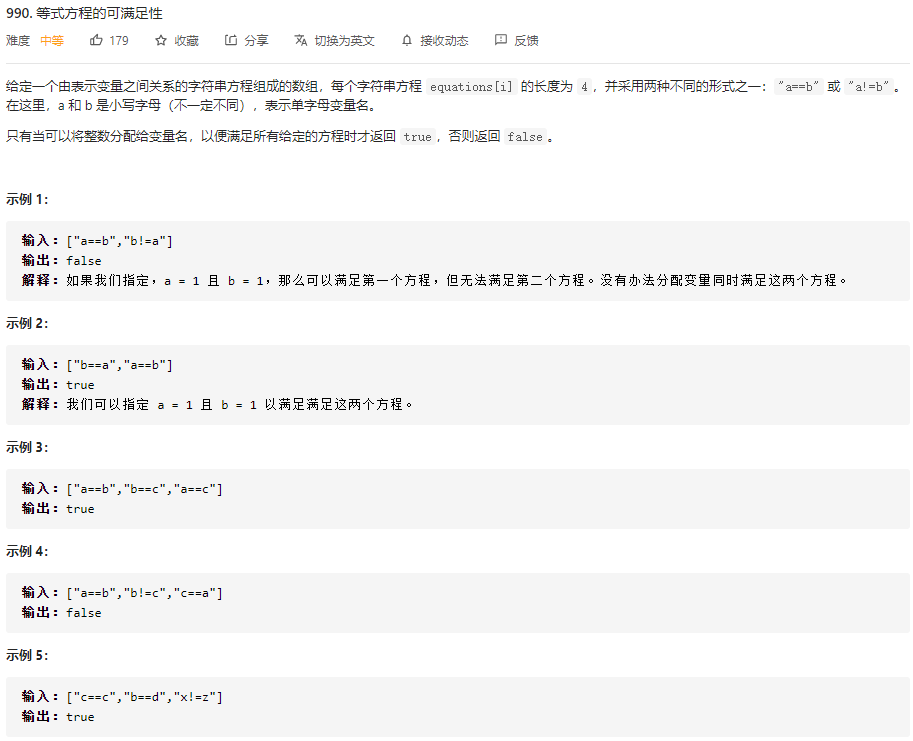 990. 等式方程的可满足性
难度 中等 179 收藏 分享 切换为英文 接收动态 反馈
给定一个由表示变量之间关系的字符串方程组成的数组，每个字符串方程 equations[i] 的长度为 4，并采用两种不同的形式之一："a==b" 或 "a!=b"。
在这里，a 和 b 是小写字母（不一定不同），表示单字母变量名。
只有当可以将整数分配给变量名，以便满足所有给定的方程时才返回 true，否则返回 false。
示例 1：
输入：["a==b","b!=a"]
输出：false
解释：如果我们指定，a = 1 且 b = 1，那么可以满足第一个方程，但无法满足第二个方程。没有办法分配变量同时满足这两个方程。
示例 2：
输入：["b==a","a==b"]
输出：true
解释：我们可以指定 a = 1 且 b = 1 以满足满足这两个方程。
示例 3：
输入：["a==b","b==c","a==c"]
输出：true
示例 4：
输入：["a==b","b!=c","c==a"]
输出：false
示例 5：
输入：["c==c","b==d","x!=z"]
输出：true